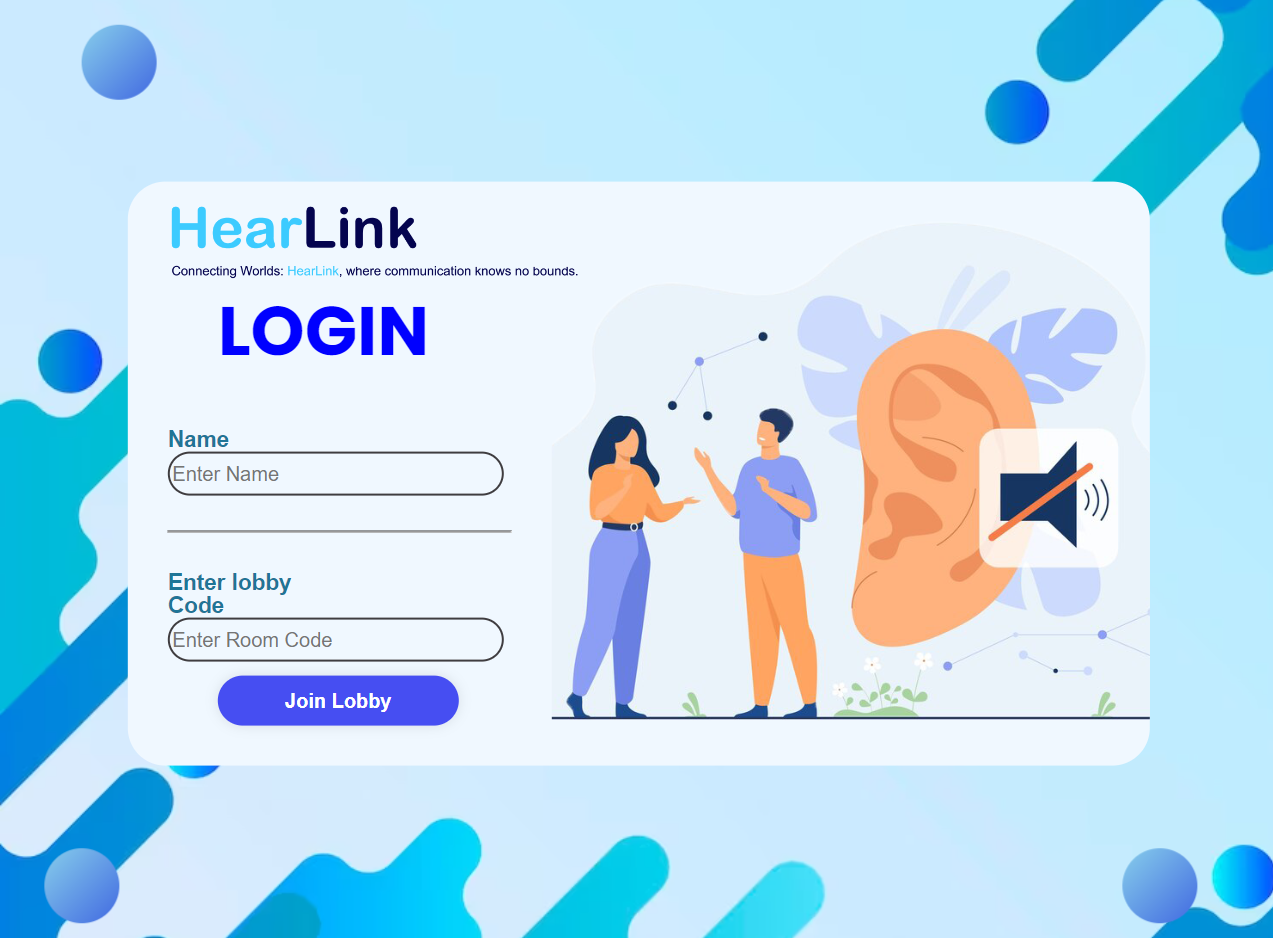 HearLink
Connecting Worlds: HearLink, where communication knows no bounds.
LOGIN
Name
Enter Name
Enter lobby
Code
Enter Room Code
Join Lobby